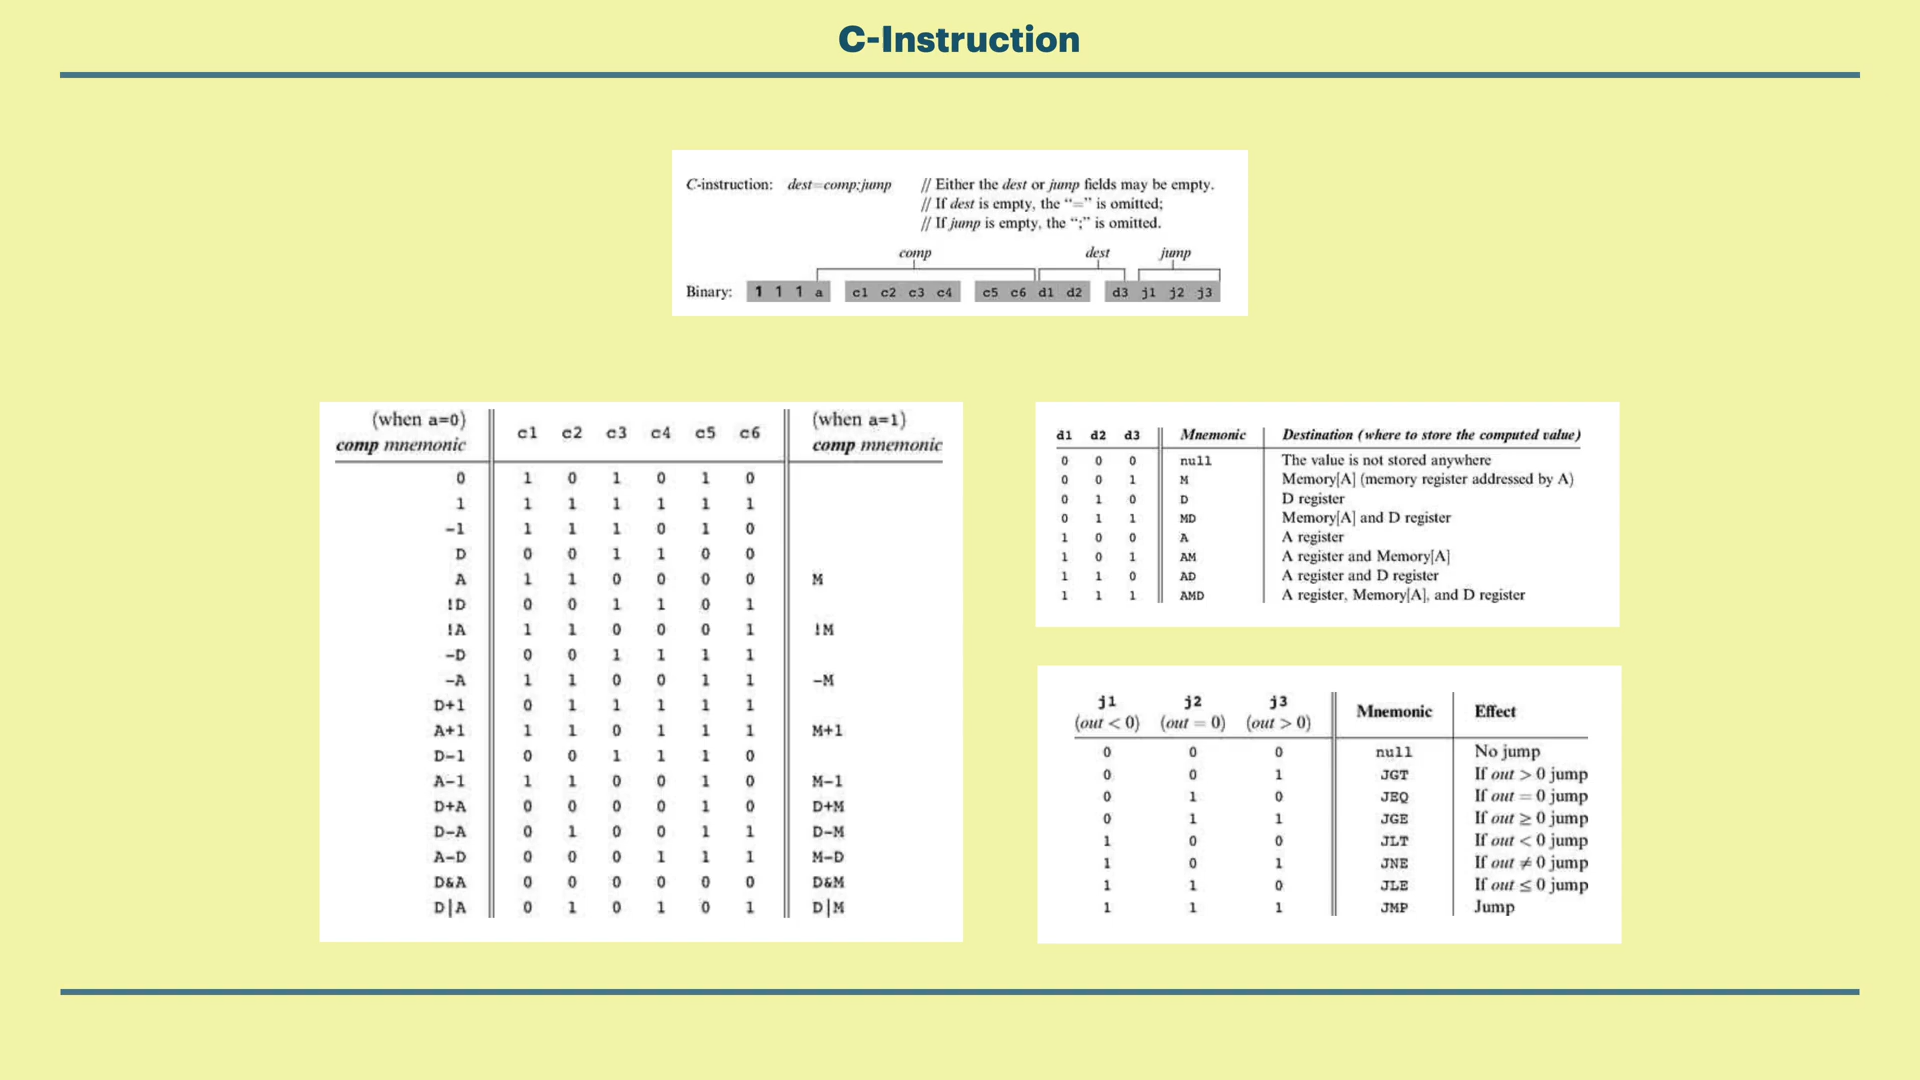 C-Instruction
C-instruction: dest=comp;jump // Either the dest or jump fields may be empty.
// If dest is empty, the “=” is omitted;
// If jump is empty, the “;” is omitted.
comp dest jump
Binary: 1 1 1 a c1 c2 c3 c4 c5 c6 d1 d2 d3 j1 j2 j3
(when a=0) (when a=1)
comp mnemonic c1 c2 c3 c4 c5 c6 comp mnemonic
0 1 0 1 0 1 0
1 1 1 1 1 1 1
-1 1 1 1 0 1 0
D 0 0 1 1 0 0
A 1 1 0 0 0 0 M
!D 0 0 1 1 0 1
!A 1 1 0 0 0 1 !M
-D 0 0 1 1 1 1
-A 1 1 0 0 1 1 -M
D+1 0 1 1 1 1 1
A+1 1 1 0 1 1 1 M+1
D-1 0 0 1 1 1 0
A-1 1 1 0 0 1 0 M-1
D+A 0 0 0 0 1 0 D+M
D-A 0 1 0 0 1 1 D-M
A-D 0 0 0 1 1 1 M-D
D&A 0 0 0 0 0 0 D&M
D|A 0 1 0 1 0 1 D|M
d1 d2 d3 Mnemonic Destination (where to store the computed value)
0 0 0 null The value is not stored anywhere
0 0 1 M Memory[A] (memory register addressed by A)
0 1 0 D D register
0 1 1 MD Memory[A] and D register
1 0 0 A A register
1 0 1 AM A register and Memory[A]
1 1 0 AD A register and D register
1 1 1 AMD A register, Memory[A], and D register
j1 j2 j3 Mnemonic Effect
(out < 0) (out = 0) (out > 0)
0 0 0 null No jump
0 0 1 JGT If out > 0 jump
0 1 0 JEQ If out = 0 jump
0 1 1 JGE If out ≥ 0 jump
1 0 0 JLT If out < 0 jump
1 0 1 JNE If out ≠ 0 jump
1 1 0 JLE If out ≤ 0 jump
1 1 1 JMP Jump